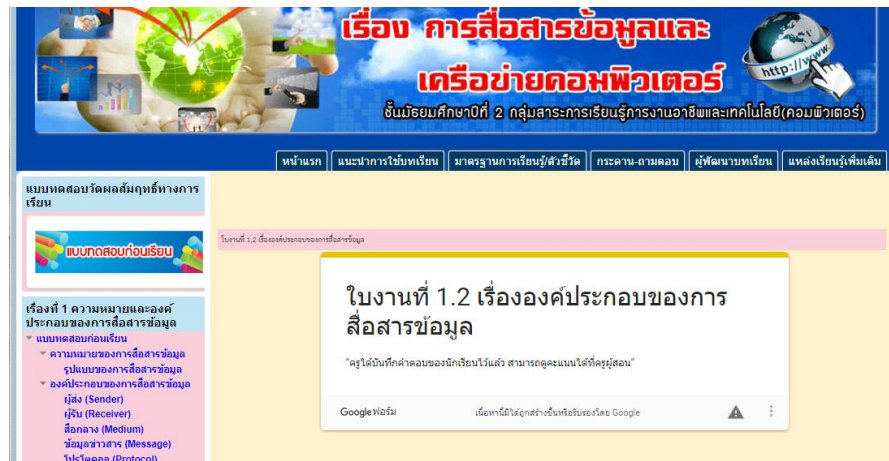 เรื่อง การสื่อสารข้อมูลและ
เครือข่ายคอมพิวเตอร์
http://www.
ชั้นมัธยมศึกษาปีที่ 2 กลุ่มสาระการเรียนรู้การงานอาชีพและเทคโนโลยี(คอมพิวเตอร์)
หน้าแรก แนะนำการใช้บทเรียน มาตรฐานการเรียนรู้/ตัวชี้วัด กระดาน-ถามตอบ ผู้พัฒนาบทเรียน แหล่งเรียนรู้เพิ่มเติม
แบบทดสอบวัดผลสัมฤทธิ์ทางการ
เรียน
แบบทดสอบก่อนเรียน
เรื่องที่ 1 ความหมายและองค์
ประกอบของการสื่อสารข้อมูล
แบบทดสอบก่อนเรียน
ความหมายของการสื่อสารข้อมูล
รูปแบบของการสื่อสารข้อมูล
องค์ประกอบของการสื่อสารข้อมูล
ผู้ส่ง (Sender)
ผู้รับ (Receiver)
สื่อกลาง (Medium)
ข้อมูลข่าวสาร (Message)
โปรโตคอล (Protocol)
ใบงานที่ 1.2 เรื่ององค์ประกอบของการสื่อสารข้อมูล
ใบงานที่ 1.2 เรื่ององค์ประกอบของการ
สื่อสารข้อมูล
"ครูได้บันทึกคำตอบของนักเรียนไว้แล้ว สามารถดูคะแนนได้ที่ครูผู้สอน"
Google ฟอร์ม เนื้อหานี้มิได้ถูกสร้างขึ้นหรือรับรองโดย Google